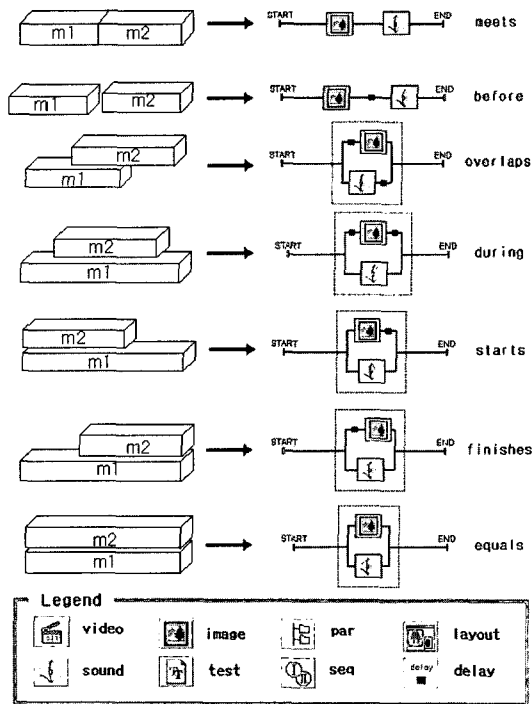 m1 m2 START END meets
m1 m2 START END before
m2 m1 START END overlaps
m2 m1 START END during
m2 m1 START END starts
m2 m1 START END finishes
m2 m1 START END equals
Legend
video image par layout
sound test seq delay
delay